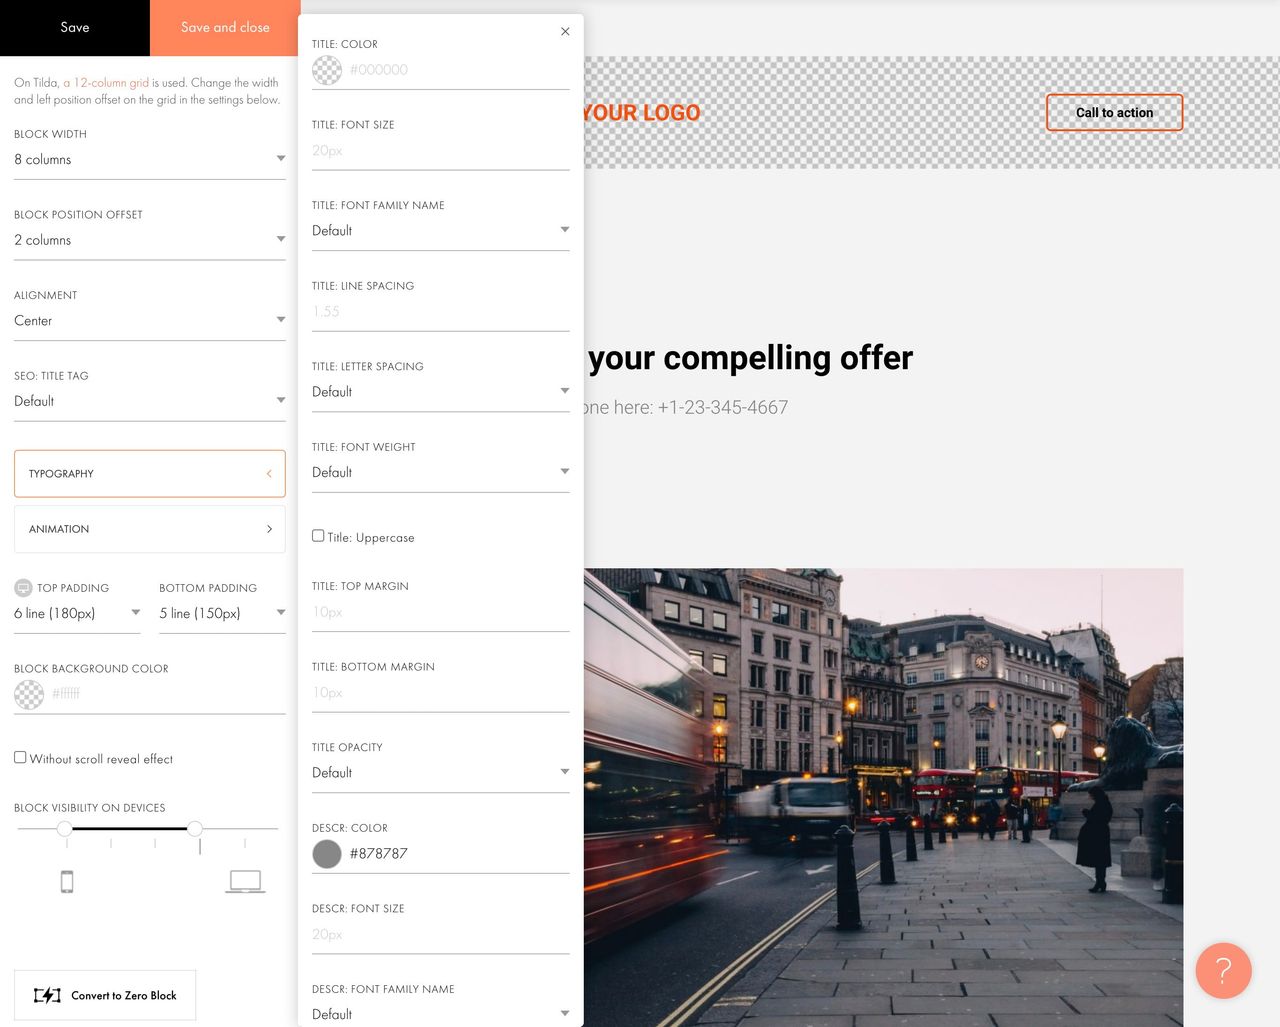 Save
Save and close
On Tilda, a 12-column grid is used. Change the width
and left position offset on the grid in the settings below.
BLOCK WIDTH
8 columns
BLOCK POSITION OFFSET
2 columns
ALIGNMENT
Center
SEO: TITLE TAG
Default
TYPOGRAPHY
ANIMATION
TOP PADDING
6 line (180px)
BOTTOM PADDING
5 line (150px)
BLOCK BACKGROUND COLOR
#ffffff
Without scroll reveal effect
BLOCK VISIBILITY ON DEVICES
Convert to Zero Block
TITLE: COLOR
#000000
TITLE: FONT SIZE
20px
TITLE: FONT FAMILY NAME
Default
TITLE: LINE SPACING
1.55
TITLE: LETTER SPACING
Default
TITLE: FONT WEIGHT
Default
Title: Uppercase
TITLE: TOP MARGIN
10px
TITLE: BOTTOM MARGIN
10px
TITLE OPACITY
Default
DESCR: COLOR
#878787
DESCR: FONT SIZE
20px
DESCR: FONT FAMILY NAME
Default
YOUR LOGO
Call to action
your compelling offer
one here: +1-23-345-4667
?